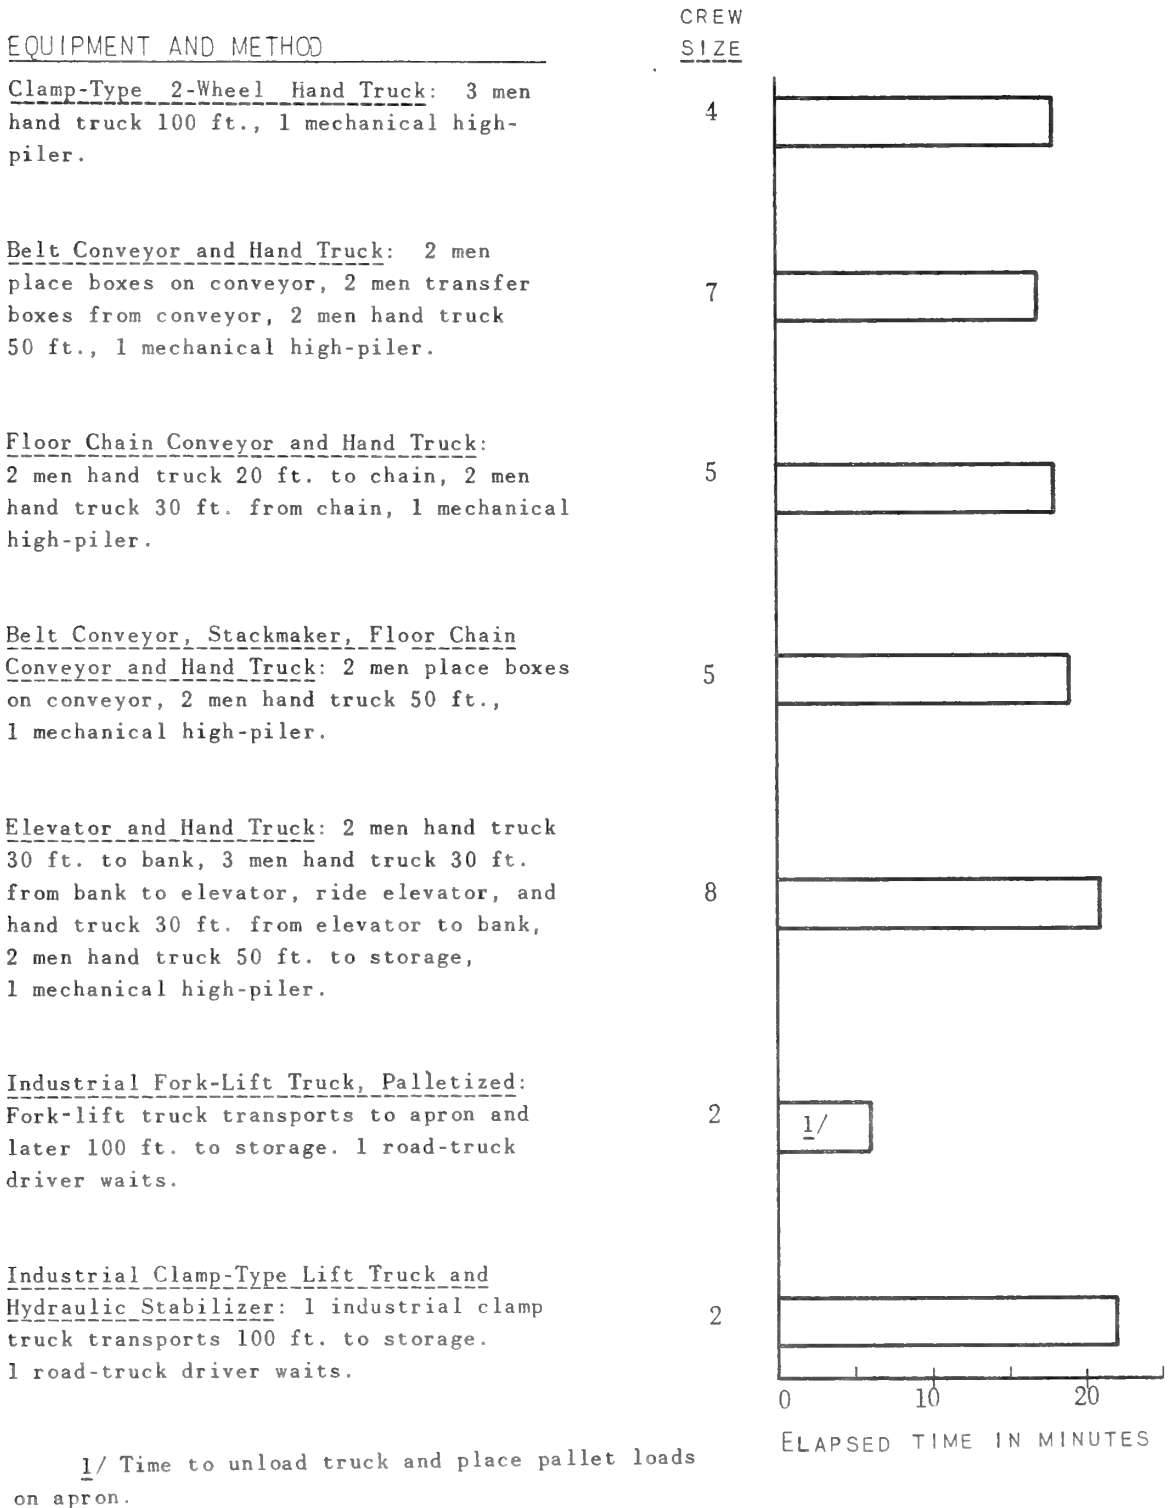 CREW
EQUIPMENT AND METHOD SIZE
Clamp-Type 2-Wheel Hand Truck: 3 men
hand truck 100 ft., 1 mechanical high-
piler.
4
Belt Conveyor and Hand Truck: 2 men
place boxes on conveyor, 2 men transfer
boxes from conveyor, 2 men hand truck
50 ft., 1 mechanical high-piler.
7
Floor Chain Conveyor and Hand Truck:
2 men hand truck 20 ft. to chain, 2 men
hand truck 30 ft. from chain, 1 mechanical
high-piler.
5
Belt Conveyor, Stackmaker, Floor Chain
Conveyor and Hand Truck: 2 men place boxes
on conveyor, 2 men hand truck 50 ft.,
1 mechanical high-piler.
5
Elevator and Hand Truck: 2 men hand truck
30 ft. to bank, 3 men hand truck 30 ft.
from bank to elevator, ride elevator, and
hand truck 30 ft. from elevator to bank,
2 men hand truck 50 ft. to storage,
1 mechanical high-piler.
8
Industrial Fork-Lift Truck, Palletized:
Fork-lift truck transports to apron and
later 100 ft. to storage. 1 road-truck
driver waits.
2
1/
Industrial Clamp-Type Lift Truck and
Hydraulic Stabilizer: 1 industrial clamp
truck transports 100 ft. to storage.
1 road-truck driver waits.
2
0 10 20
ELAPSED TIME IN MINUTES
1/ Time to unload truck and place pallet loads
on apron.